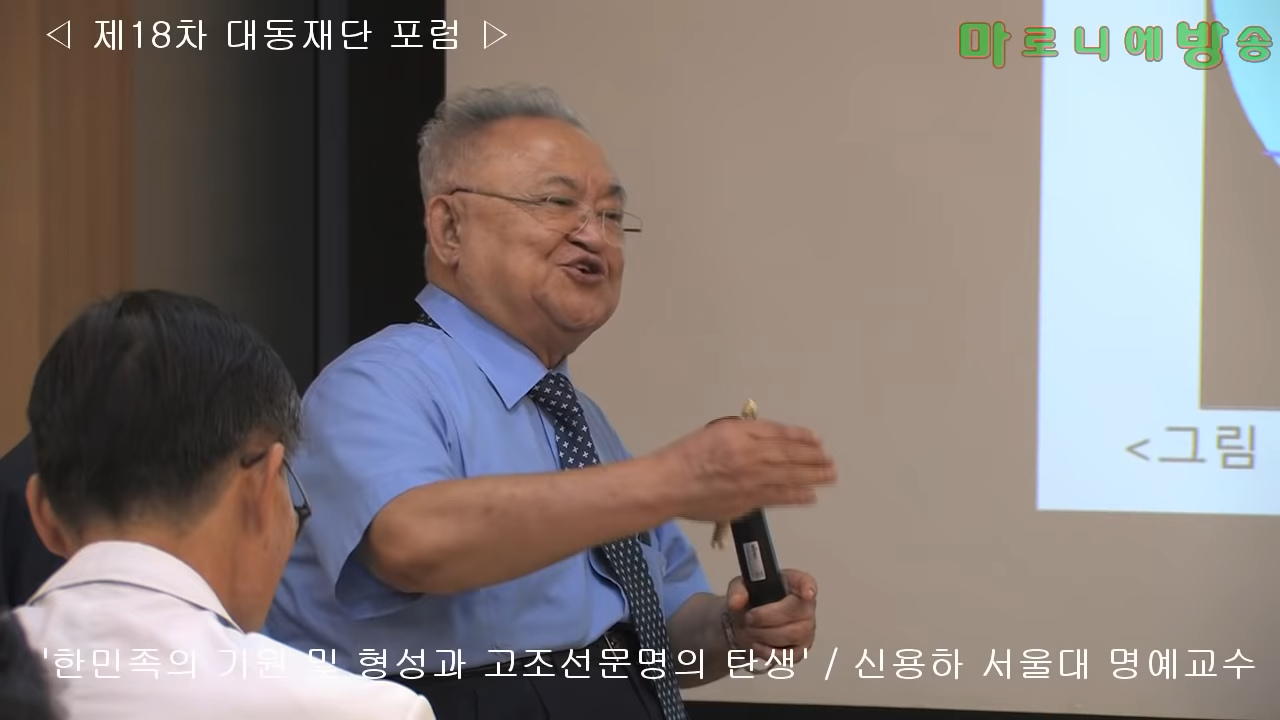 ◁ 제18차 대동재단 포럼 ▷
마로니에방송
<그림
'한민족의 기원 및 형성과 고조선문명의 탄생' / 신용하 서울대 명예교수